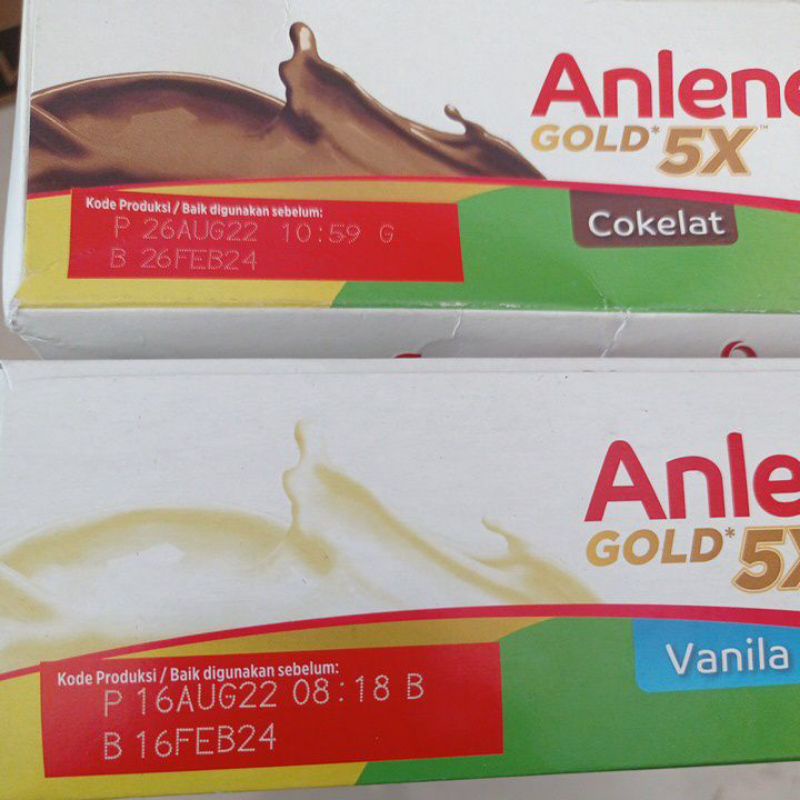 Anlene
GOLD* 5X™
Kode Produksi / Baik digunakan sebelum:
P 26AUG22 10:59 G
B 26FEB24
Cokelat
Anle
GOLD* 5X
Kode Produksi / Baik digunakan sebelum:
P 16AUG22 08:18 B
B 16FEB24
Vanila